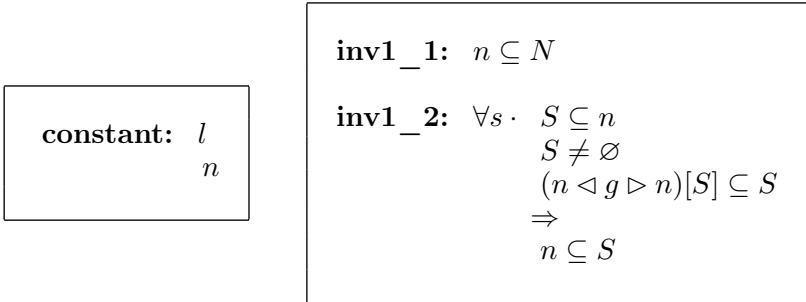 constant: l
n
inv1_1: n ⊆ N
inv1_2: ∀s · S ⊆ n
S ≠ ∅
(n ◁ g ▷ n)[S] ⊆ S
⇒
n ⊆ S